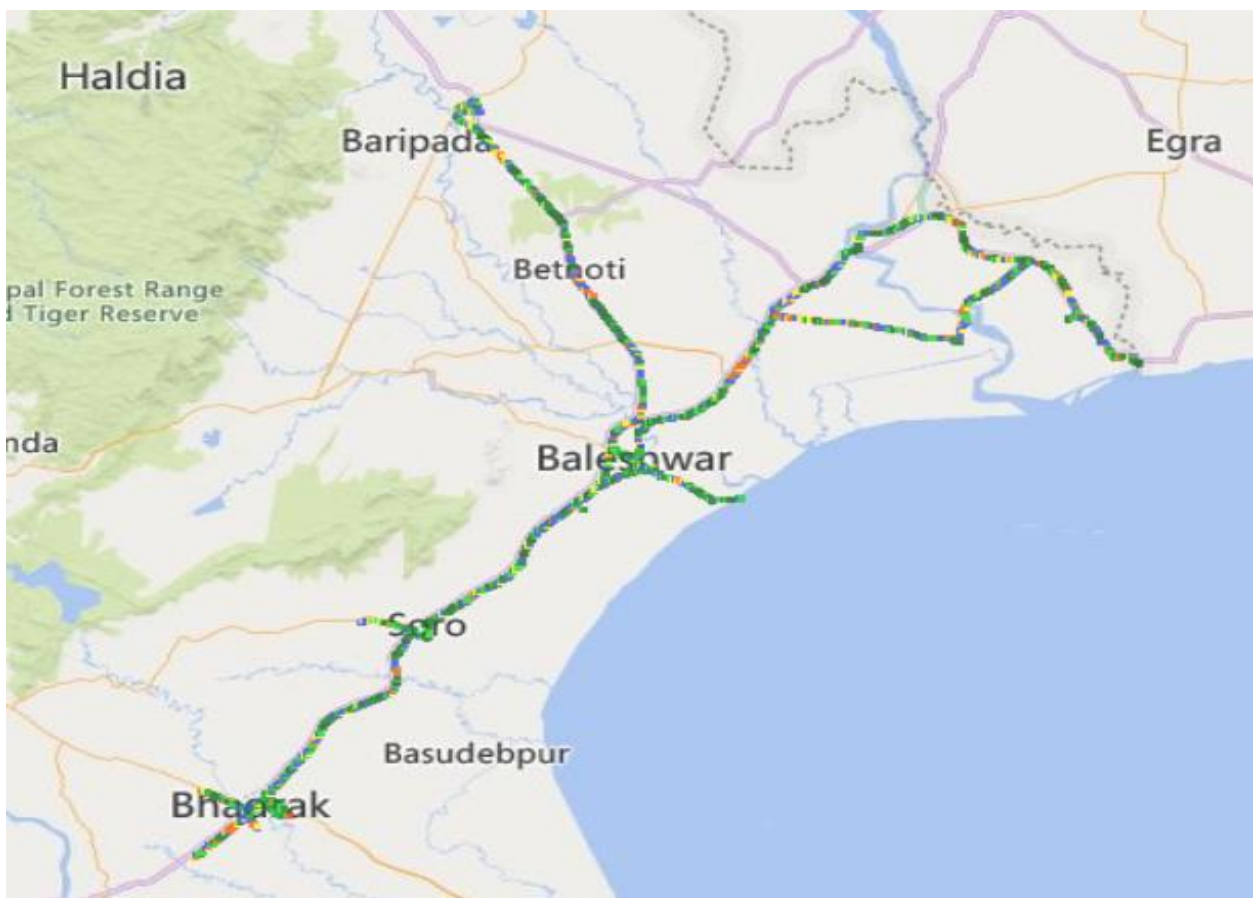 Haldia
Baripada
Egra
Betnoti
pal Forest Range
d Tiger Reserve
Baleshwar
nda
Soro
Basudebpur
Bhadrak